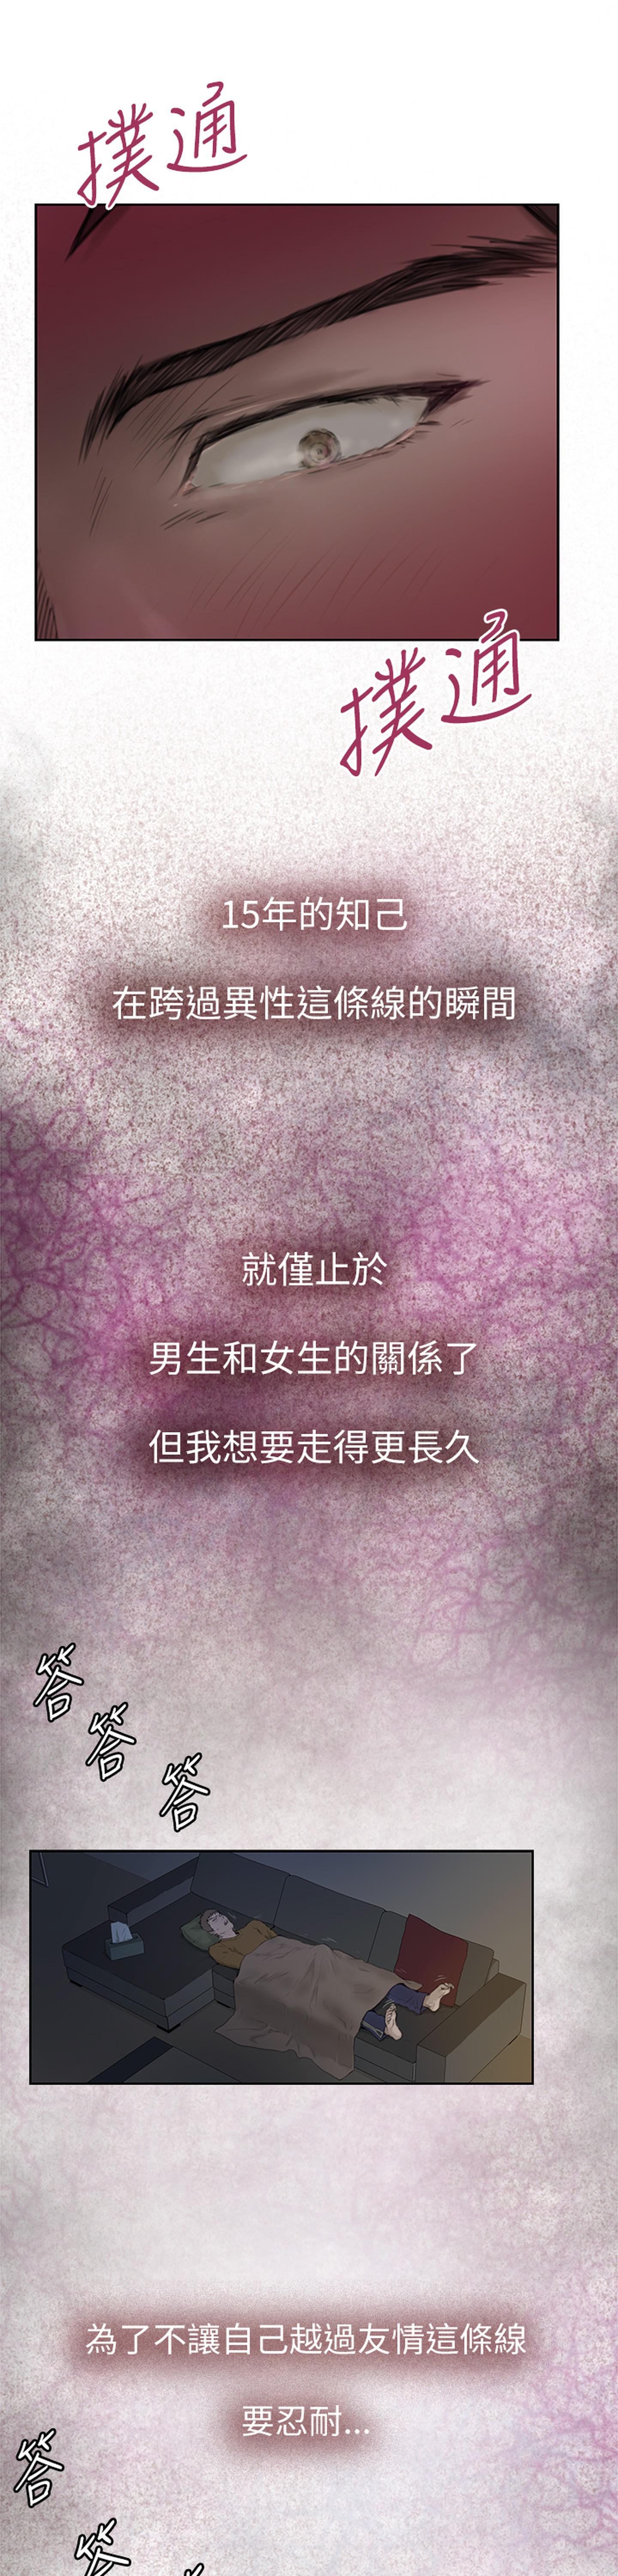 撲通
撲通
15年的知己
在跨過異性這條線的瞬間
就僅止於
男生和女生的關係了
但我想要走得更長久
答
答
答
為了不讓自己越過友情這條線
要忍耐...
答
答